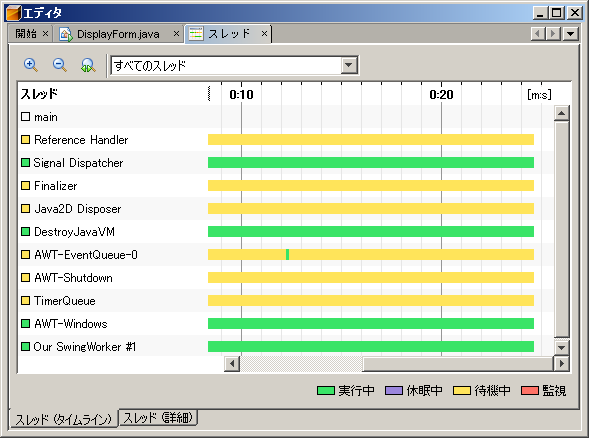 エディタ
開始 DisplayForm.java スレッド
すべてのスレッド
スレッド 0:10 0:20 [m:s]
main
Reference Handler
Signal Dispatcher
Finalizer
Java2D Disposer
DestroyJavaVM
AWT-EventQueue-0
AWT-Shutdown
TimerQueue
AWT-Windows
Our SwingWorker #1
実行中 休眠中 待機中 監視
スレッド (タイムライン) スレッド (詳細)